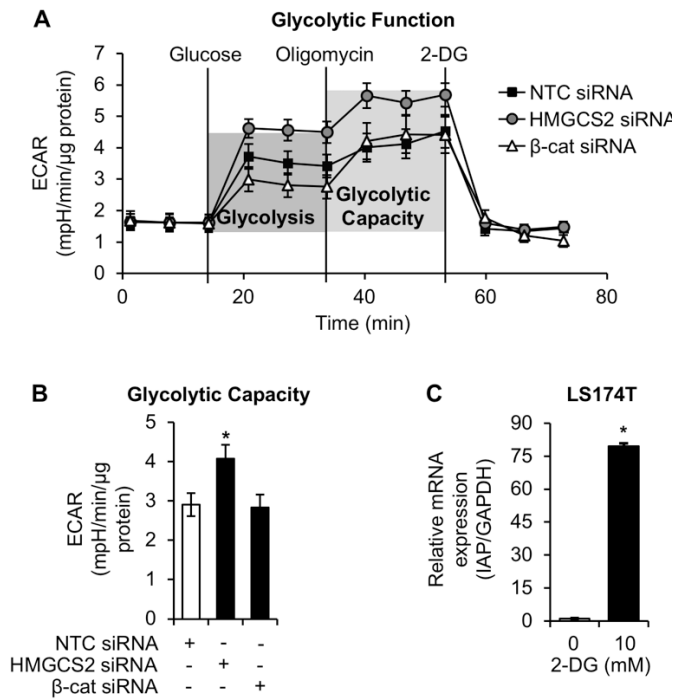 A
Glycolytic Function
Glucose Oligomycin 2-DG
ECAR
(mpH/min/µg protein)
7
6
5
4
3
2
1
0
NTC siRNA
HMGCS2 siRNA
β-cat siRNA
Glycolysis
Glycolytic
Capacity
0 20 40 60 80
Time (min)
B
Glycolytic Capacity
ECAR
(mpH/min/µg
protein)
5
4
3
2
1
0
*
NTC siRNA + - -
HMGCS2 siRNA - + -
β-cat siRNA - - +
C
LS174T
Relative mRNA
expression
(IAP/GAPDH)
90
75
60
45
30
15
0
*
0 10
2-DG (mM)